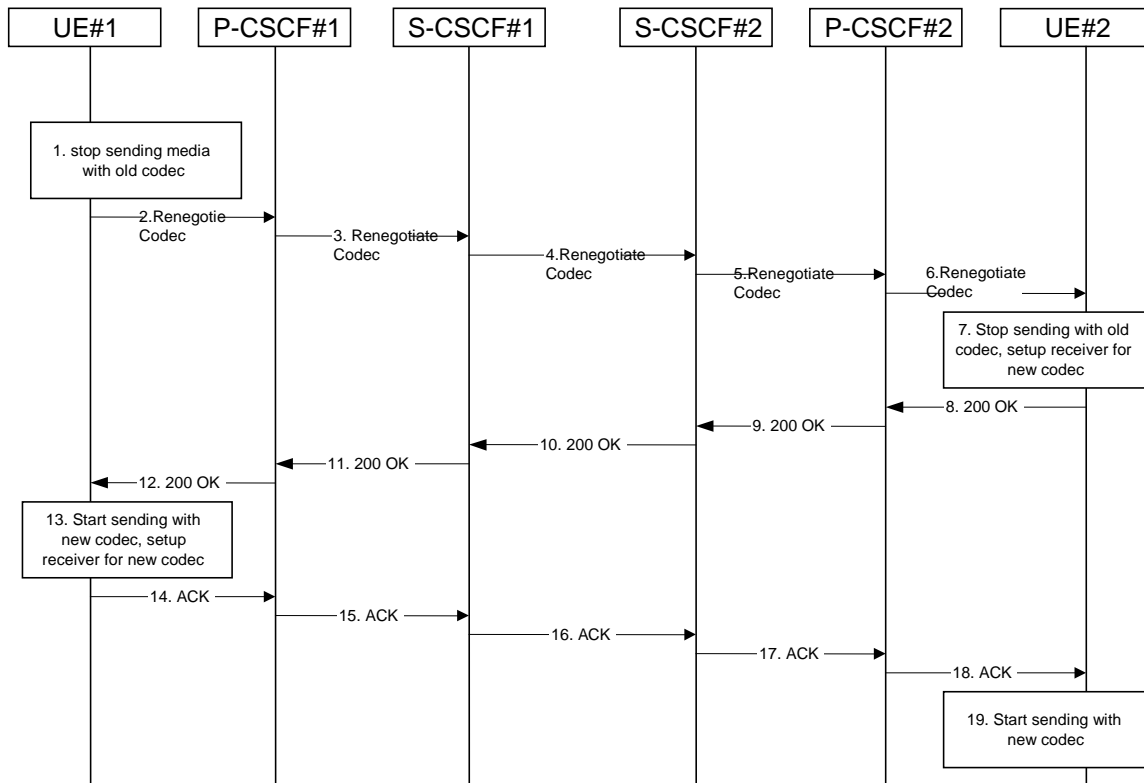 UE#1
P-CSCF#1
S-CSCF#1
S-CSCF#2
P-CSCF#2
UE#2
1. stop sending media
with old codec
2.Renegotie
Codec
3. Renegotiate
Codec
4.Renegotiate
Codec
5.Renegotiate
Codec
6.Renegotiate
Codec
7. Stop sending with old
codec, setup receiver for
new codec
8. 200 OK
9. 200 OK
10. 200 OK
11. 200 OK
12. 200 OK
13. Start sending with
new codec, setup
receiver for new codec
14. ACK
15. ACK
16. ACK
17. ACK
18. ACK
19. Start sending with
new codec